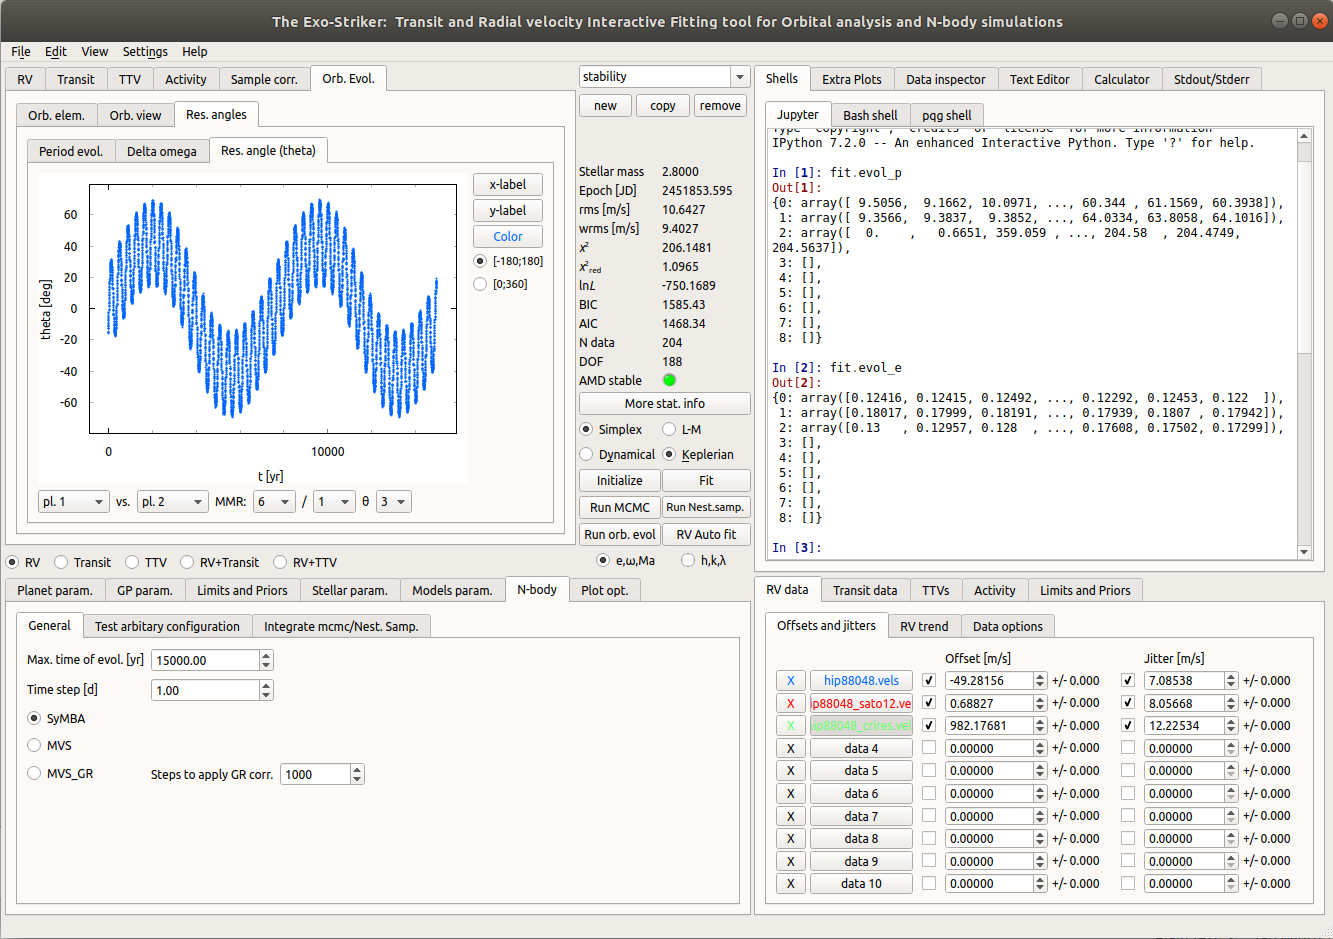 The Exo-Striker: Transit and Radial velocity Interactive Fitting tool for Orbital analysis and N-body simulations
File Edit View Settings Help
RV Transit TTV Activity Sample corr. Orb. Evol.
Orb. elem. Orb. view Res. angles
Period evol. Delta omega Res. angle (theta)
theta [deg]
60
40
20
0
-20
-40
-60
0 10000
t [yr]
x-label
y-label
Color
[-180;180]
[0;360]
pl. 1 vs. pl. 2 MMR: 6 / 1 θ 3
stability
new copy remove
Stellar mass 2.8000
Epoch [JD] 2451853.595
rms [m/s] 10.6427
wrms [m/s] 9.4027
x² 206.1481
x²red 1.0965
lnL -750.1689
BIC 1585.43
AIC 1468.34
N data 204
DOF 188
AMD stable
More stat. info
Simplex L-M
Dynamical Keplerian
Initialize Fit
Run MCMC Run Nest.samp.
Run orb. evol RV Auto fit
e,ω,Ma h,k,λ
Shells Extra Plots Data inspector Text Editor Calculator Stdout/Stderr
Jupyter Bash shell pqg shell
Type 'copyright', 'credits' or 'license' for more information
IPython 7.2.0 -- An enhanced Interactive Python. Type '?' for help.
In [1]: fit.evol_p
Out[1]:
{0: array([ 9.5056,  9.1662, 10.0971, ..., 60.344 , 61.1569, 60.3938]),
1: array([ 9.3566,  9.3837,  9.3852, ..., 64.0334, 63.8058, 64.1016]),
2: array([  0.    ,   0.6651, 359.059 , ..., 204.58  , 204.4749,
204.5637]),
3: [],
4: [],
5: [],
6: [],
7: [],
8: []}
In [2]: fit.evol_e
Out[2]:
{0: array([0.12416, 0.12415, 0.12492, ..., 0.12292, 0.12453, 0.122  ]),
1: array([0.18017, 0.17999, 0.18191, ..., 0.17939, 0.1807 , 0.17942]),
2: array([0.13   , 0.12957, 0.128  , ..., 0.17608, 0.17502, 0.17299]),
3: [],
4: [],
5: [],
6: [],
7: [],
8: []}
In [3]:
RV Transit TTV RV+Transit RV+TTV
Planet param. GP param. Limits and Priors Stellar param. Models param. N-body Plot opt.
General Test arbitary configuration Integrate mcmc/Nest. Samp.
Max. time of evol. [yr] 15000.00
Time step [d] 1.00
SyMBA
MVS
MVS_GR Steps to apply GR corr. 1000
RV data Transit data TTVs Activity Limits and Priors
Offsets and jitters RV trend Data options
Offset [m/s] Jitter [m/s]
X hip88048.vels -49.28156 +/- 0.000 7.08538 +/- 0.000
X ip88048_sato12.ve 0.68827 +/- 0.000 8.05668 +/- 0.000
X hip88048_crires.vel 982.17681 +/- 0.000 12.22534 +/- 0.000
X data 4 0.00000 +/- 0.000 0.00000 +/- 0.000
X data 5 0.00000 +/- 0.000 0.00000 +/- 0.000
X data 6 0.00000 +/- 0.000 0.00000 +/- 0.000
X data 7 0.00000 +/- 0.000 0.00000 +/- 0.000
X data 8 0.00000 +/- 0.000 0.00000 +/- 0.000
X data 9 0.00000 +/- 0.000 0.00000 +/- 0.000
X data 10 0.00000 +/- 0.000 0.00000 +/- 0.000